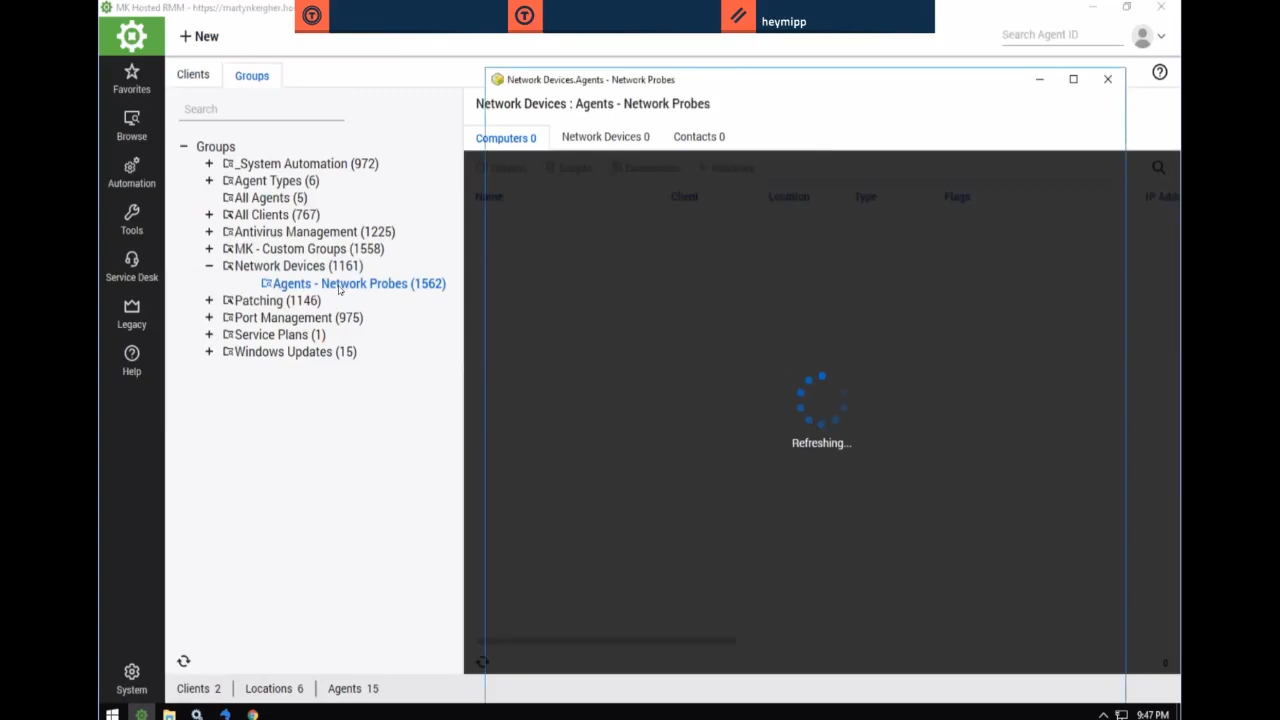 MK Hosted RMM - https://martynkeigher.ho
heymipp
+ New
Search Agent ID
Clients
Groups
Network Devices.Agents - Network Probes
Network Devices : Agents - Network Probes
Computers 0
Network Devices 0
Contacts 0
Name
Client
Location
Type
Flags
IP Addr
Search
Groups
_System Automation (972)
Agent Types (6)
All Agents (5)
All Clients (767)
Antivirus Management (1225)
MK - Custom Groups (1558)
Network Devices (1161)
Agents - Network Probes (1562)
Patching (1146)
Port Management (975)
Service Plans (1)
Windows Updates (15)
Favorites
Browse
Automation
Tools
Service Desk
Legacy
Help
System
Refreshing...
0
Clients 2
Locations 6
Agents 15
9:47 PM